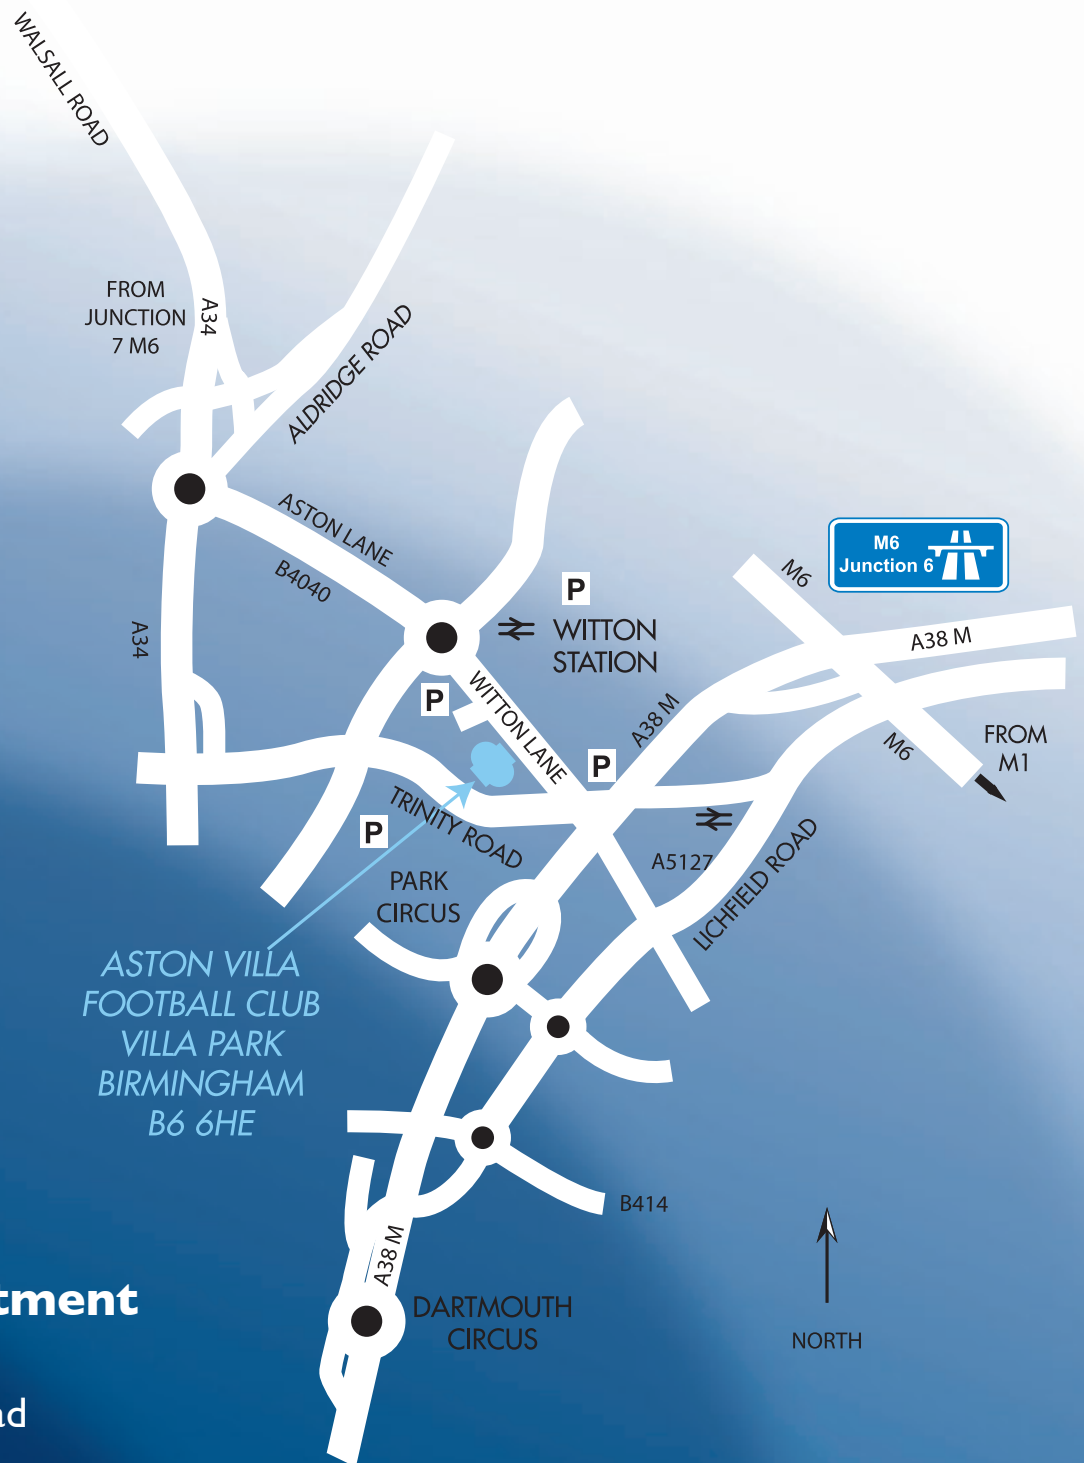 WALSALL ROAD
FROM
JUNCTION
7 M6
A34
ALDRIDGE ROAD
ASTON LANE
B4040
A34
M6
Junction 6
M6
P
WITTON
STATION
A38 M
A38 M
P
WITTON LANE
M6
FROM
M1
P
TRINITY ROAD
P
A5127
LICHFIELD ROAD
PARK
CIRCUS
ASTON VILLA
FOOTBALL CLUB
VILLA PARK
BIRMINGHAM
B6 6HE
B414
A38 M
tment
DARTMOUTH
CIRCUS
NORTH
ad